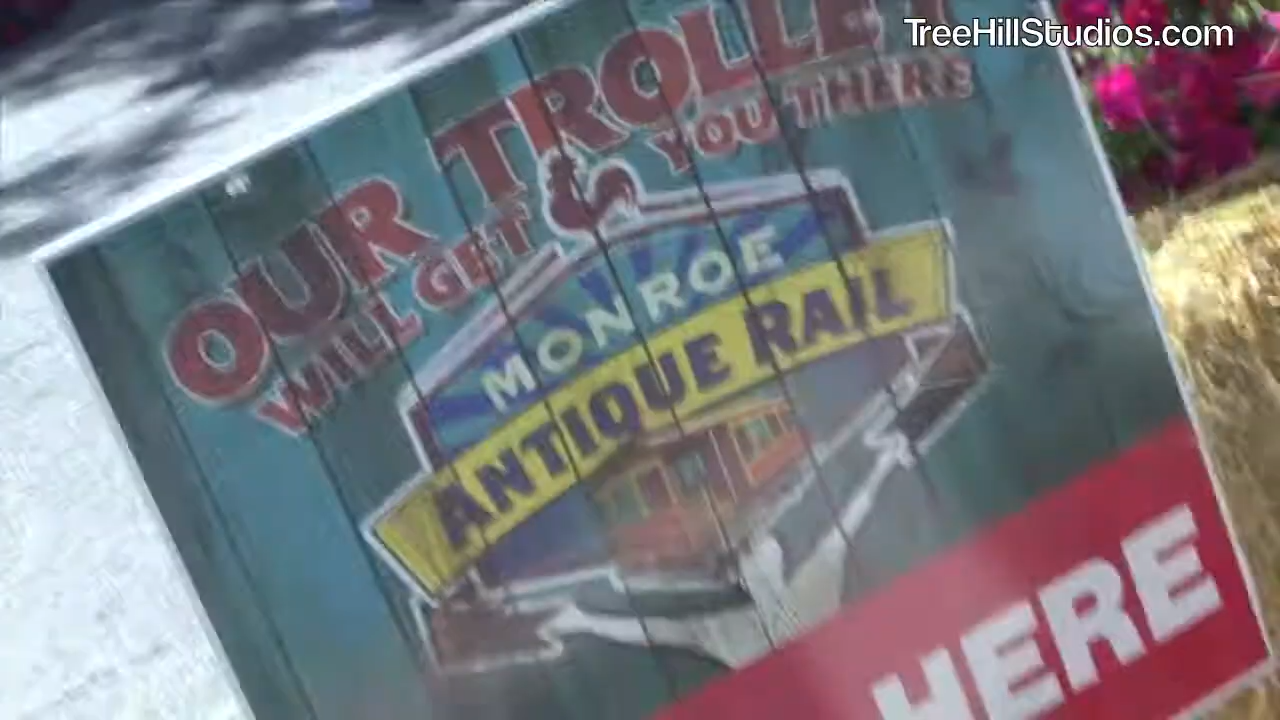 TreeHillStudios.com
OUR TROLLEY
WILL GET YOU THERE
MONROE
ANTIQUE RAIL
HERE